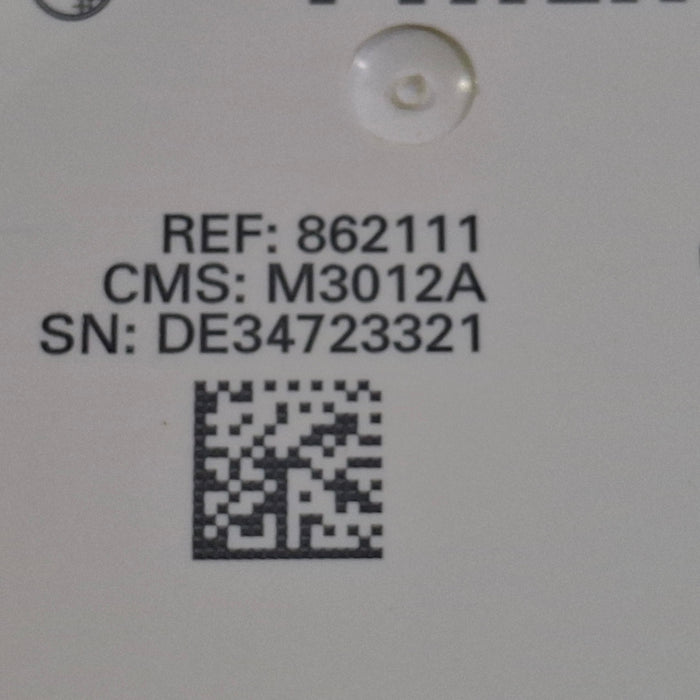 REF: 862111
CMS: M3012A
SN: DE34723321